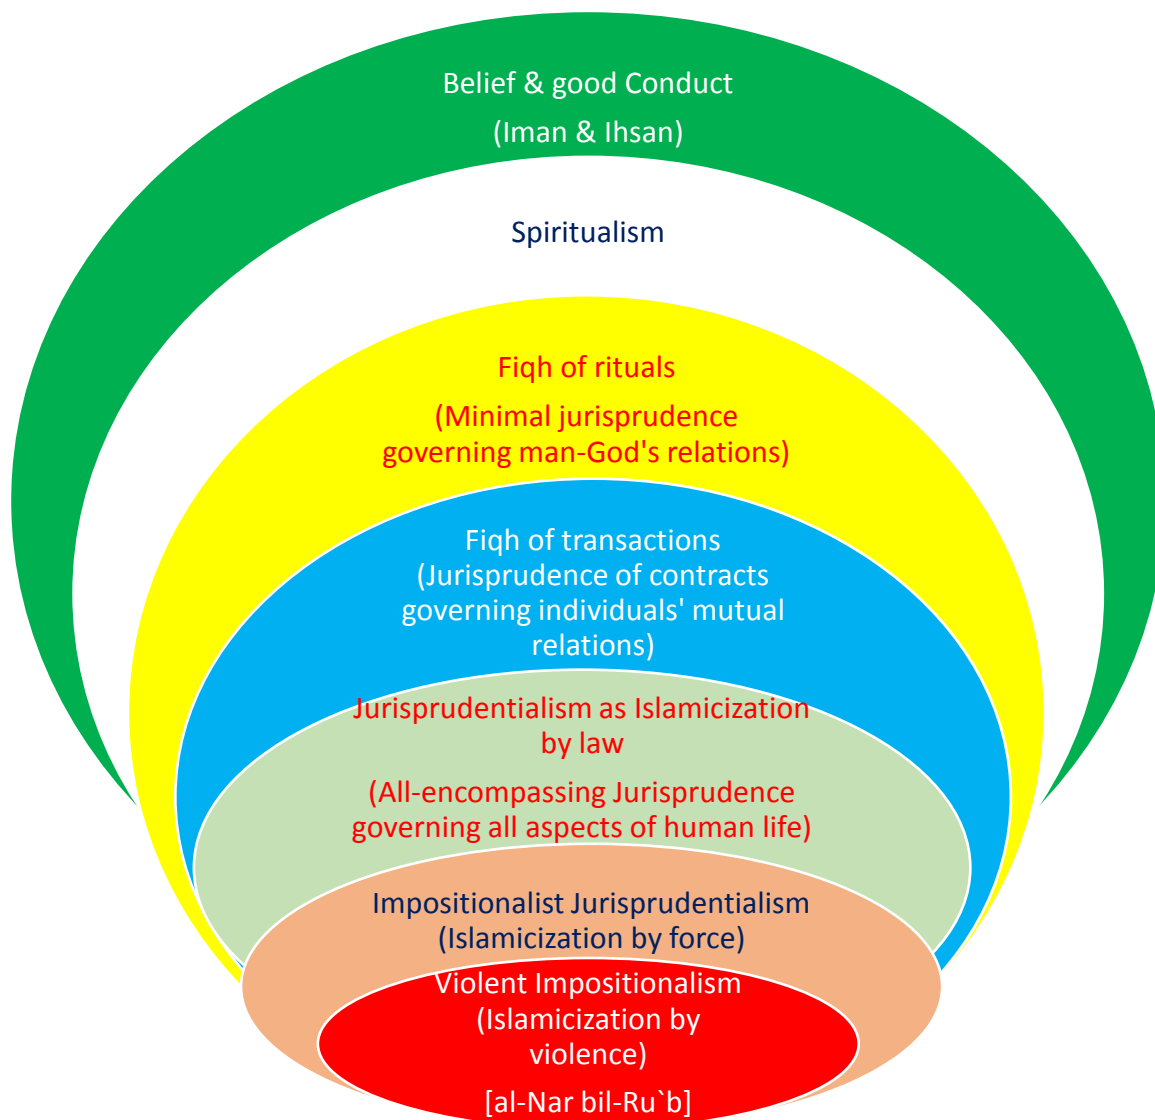 Belief & good Conduct
(Iman & Ihsan)
Spiritualism
Fiqh of rituals
(Minimal jurisprudence
governing man-God's relations)
Fiqh of transactions
(Jurisprudence of contracts
governing individuals' mutual
relations)
Jurisprudentialism as Islamicization
by law
(All-encompassing Jurisprudence
governing all aspects of human life)
Impositionalist Jurisprudentialism
(Islamicization by force)
Violent Impositionalism
(Islamicization by
violence)
[al-Nar bil-Ru`b]